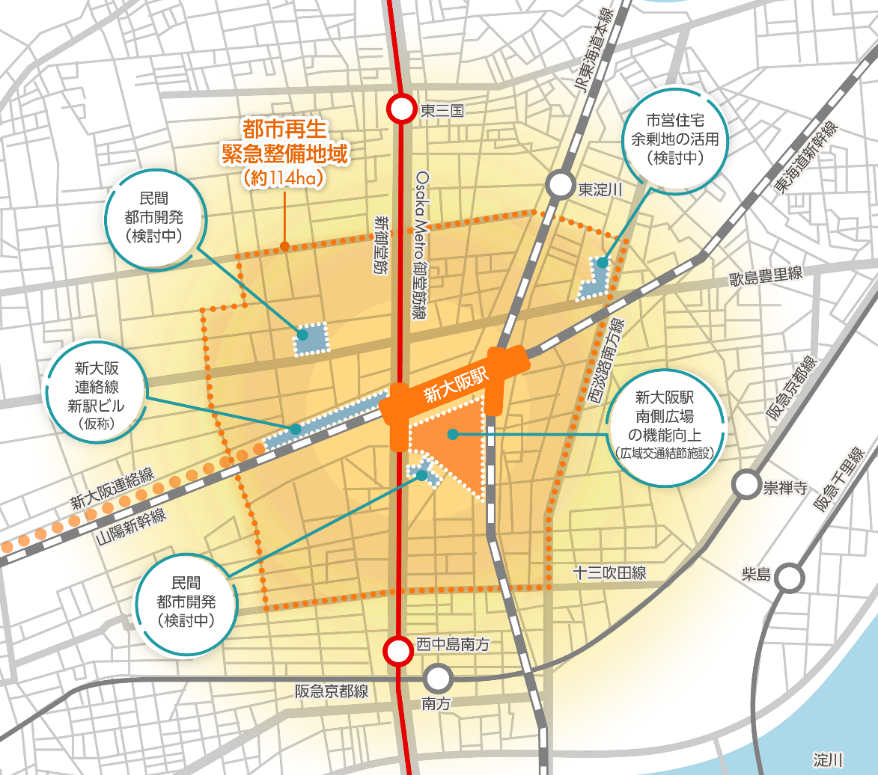 JR東海道本線
東三国
市営住宅
余剰地の活用
（検討中）
都市再生
緊急整備地域
（約114ha）
東海道新幹線
民間
都市開発
（検討中）
東淀川
Osaka Metro 御堂筋線
新御堂筋
歌島豊里線
西淡路南方線
新大阪
連絡線
新駅ビル
（仮称）
新大阪駅
新大阪駅
南側広場
の機能向上
（広域交通結節施設）
阪急京都線
阪急千里線
新大阪連絡線
山陽新幹線
崇禅寺
民間
都市開発
（検討中）
十三吹田線
柴島
西中島南方
阪急京都線
南方
淀川